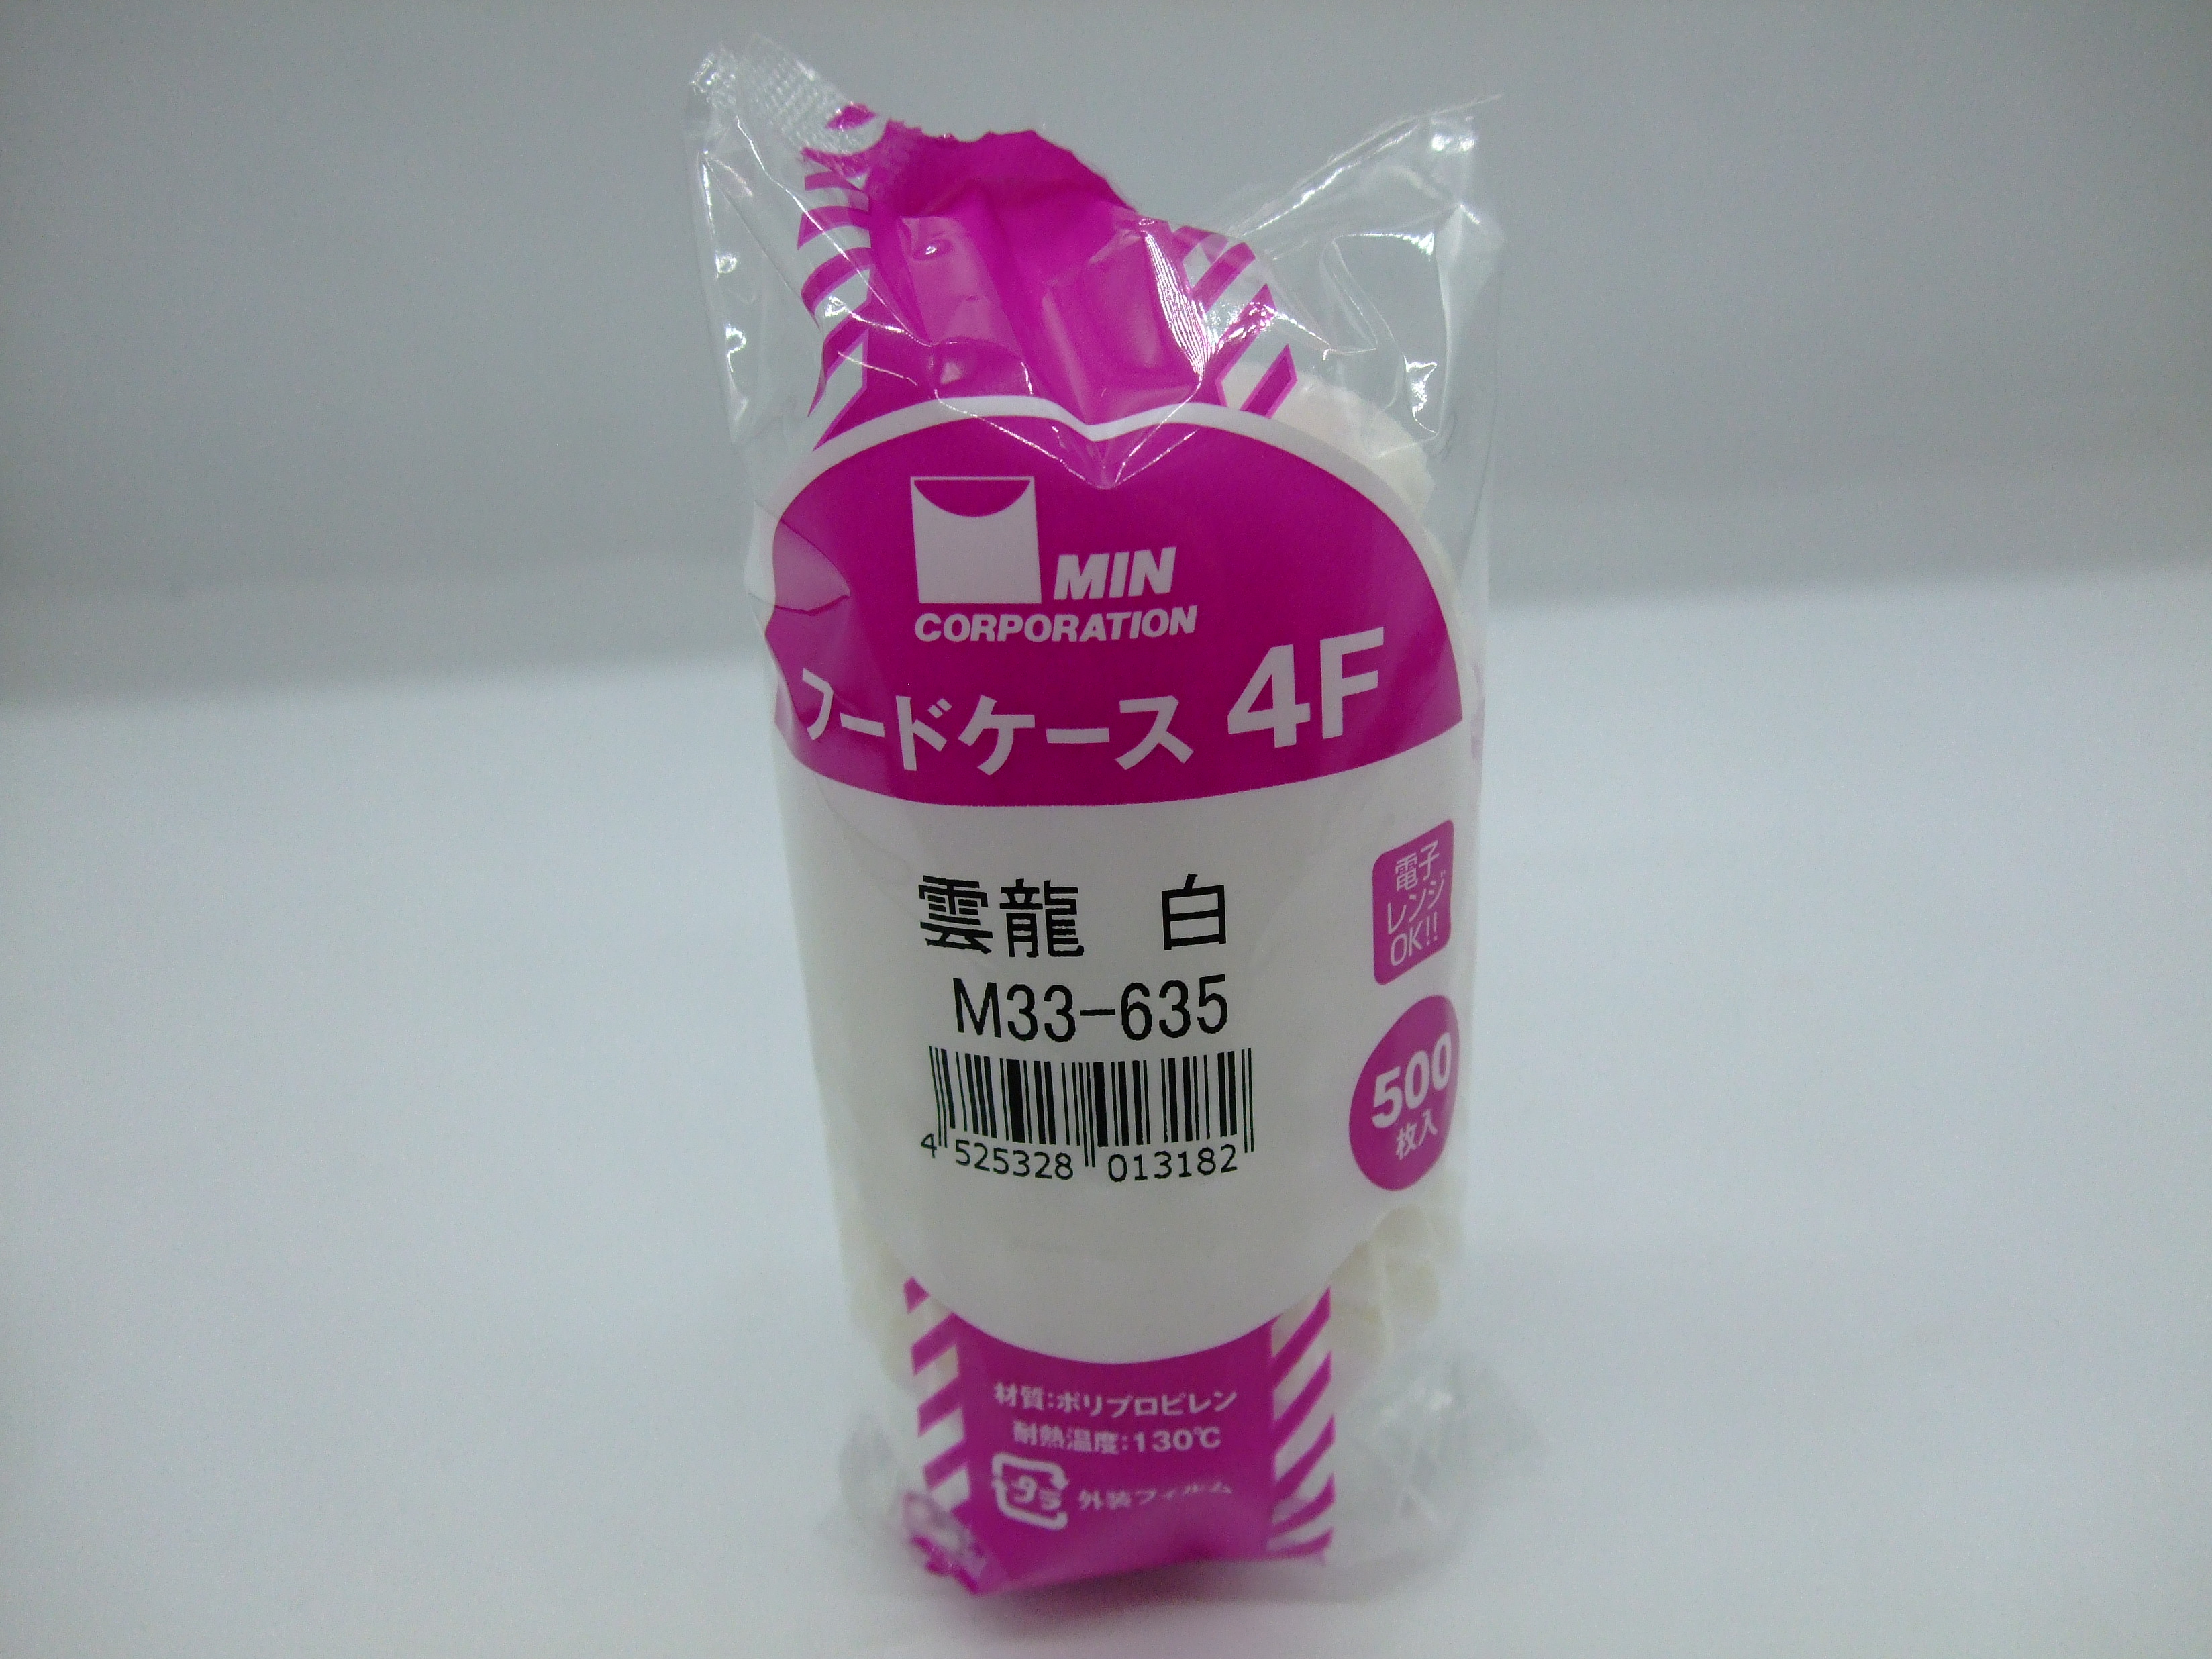 MIN
CORPORATION
フードケース 4F
雲龍 白
M33-635
4 525328 013182
電子
レンジ
OK!!
500
枚入
材質:ポリプロピレン
耐熱温度:130℃
プラ 外装フィルム